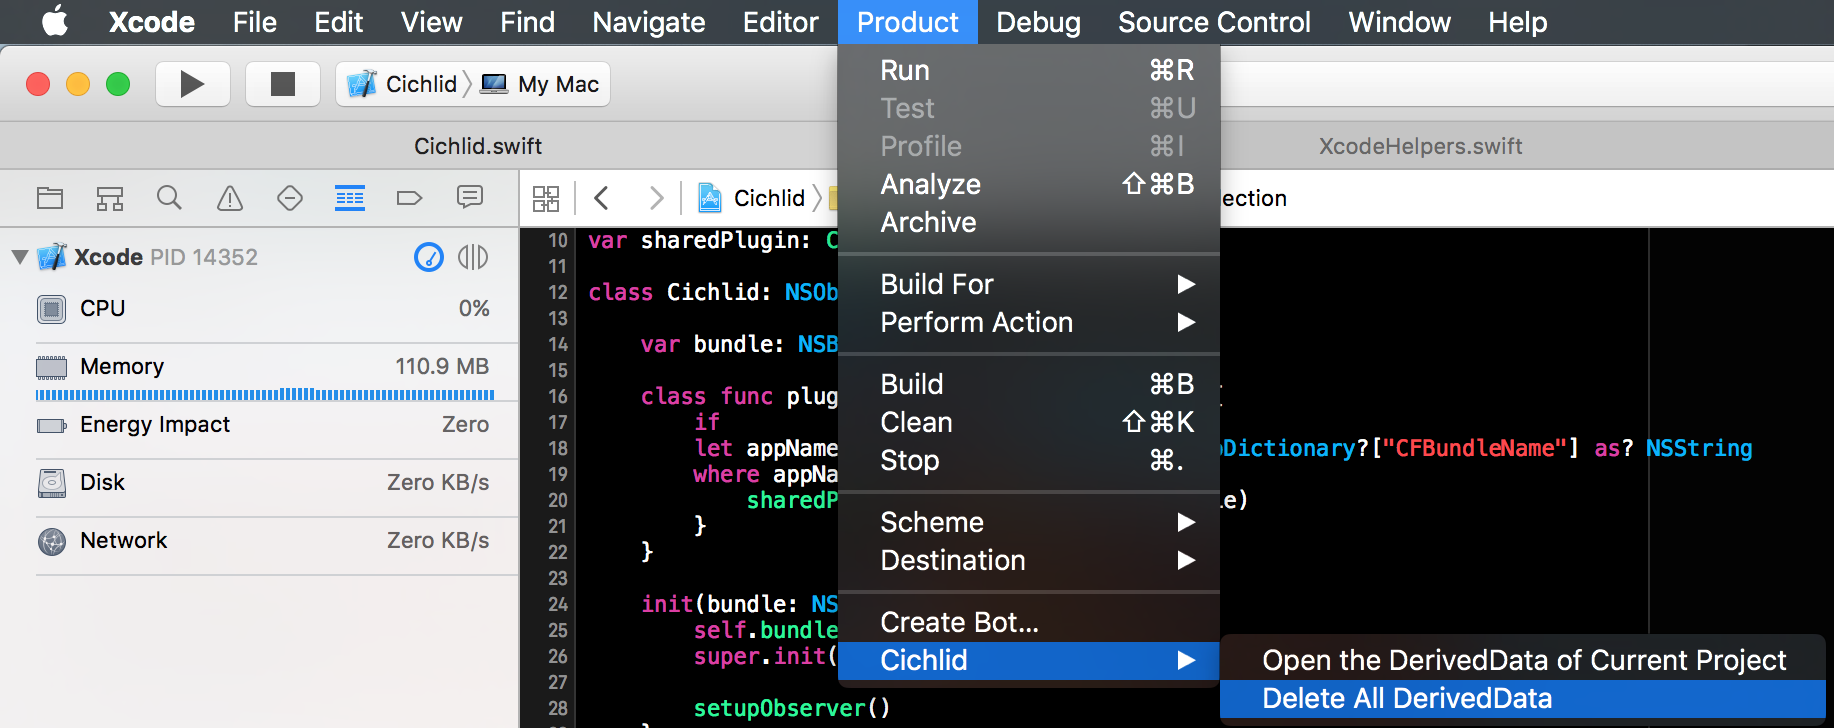 Xcode File Edit View Find Navigate Editor Product Debug Source Control Window Help
Cichlid My Mac
Cichlid.swift
XcodeHelpers.swift
Cichlid
ection
Xcode PID 14352
CPU 0%
Memory 110.9 MB
Energy Impact Zero
Disk Zero KB/s
Network Zero KB/s
10 var sharedPlugin: C
11
12 class Cichlid: NSOb
13
14 var bundle: NSB
15
16 class func plug
17 if
18 let appName Dictionary?["CFBundleName"] as? NSString
19 where appNa
20 sharedP e)
21 }
22 }
23
24 init(bundle: NS
25 self.bundle
26 super.init(
27
28 setupObserver()
Run ⌘R
Test ⌘U
Profile ⌘I
Analyze ⇧⌘B
Archive
Build For ▶
Perform Action ▶
Build ⌘B
Clean ⇧⌘K
Stop ⌘.
Scheme ▶
Destination ▶
Create Bot...
Cichlid ▶
Open the DerivedData of Current Project
Delete All DerivedData